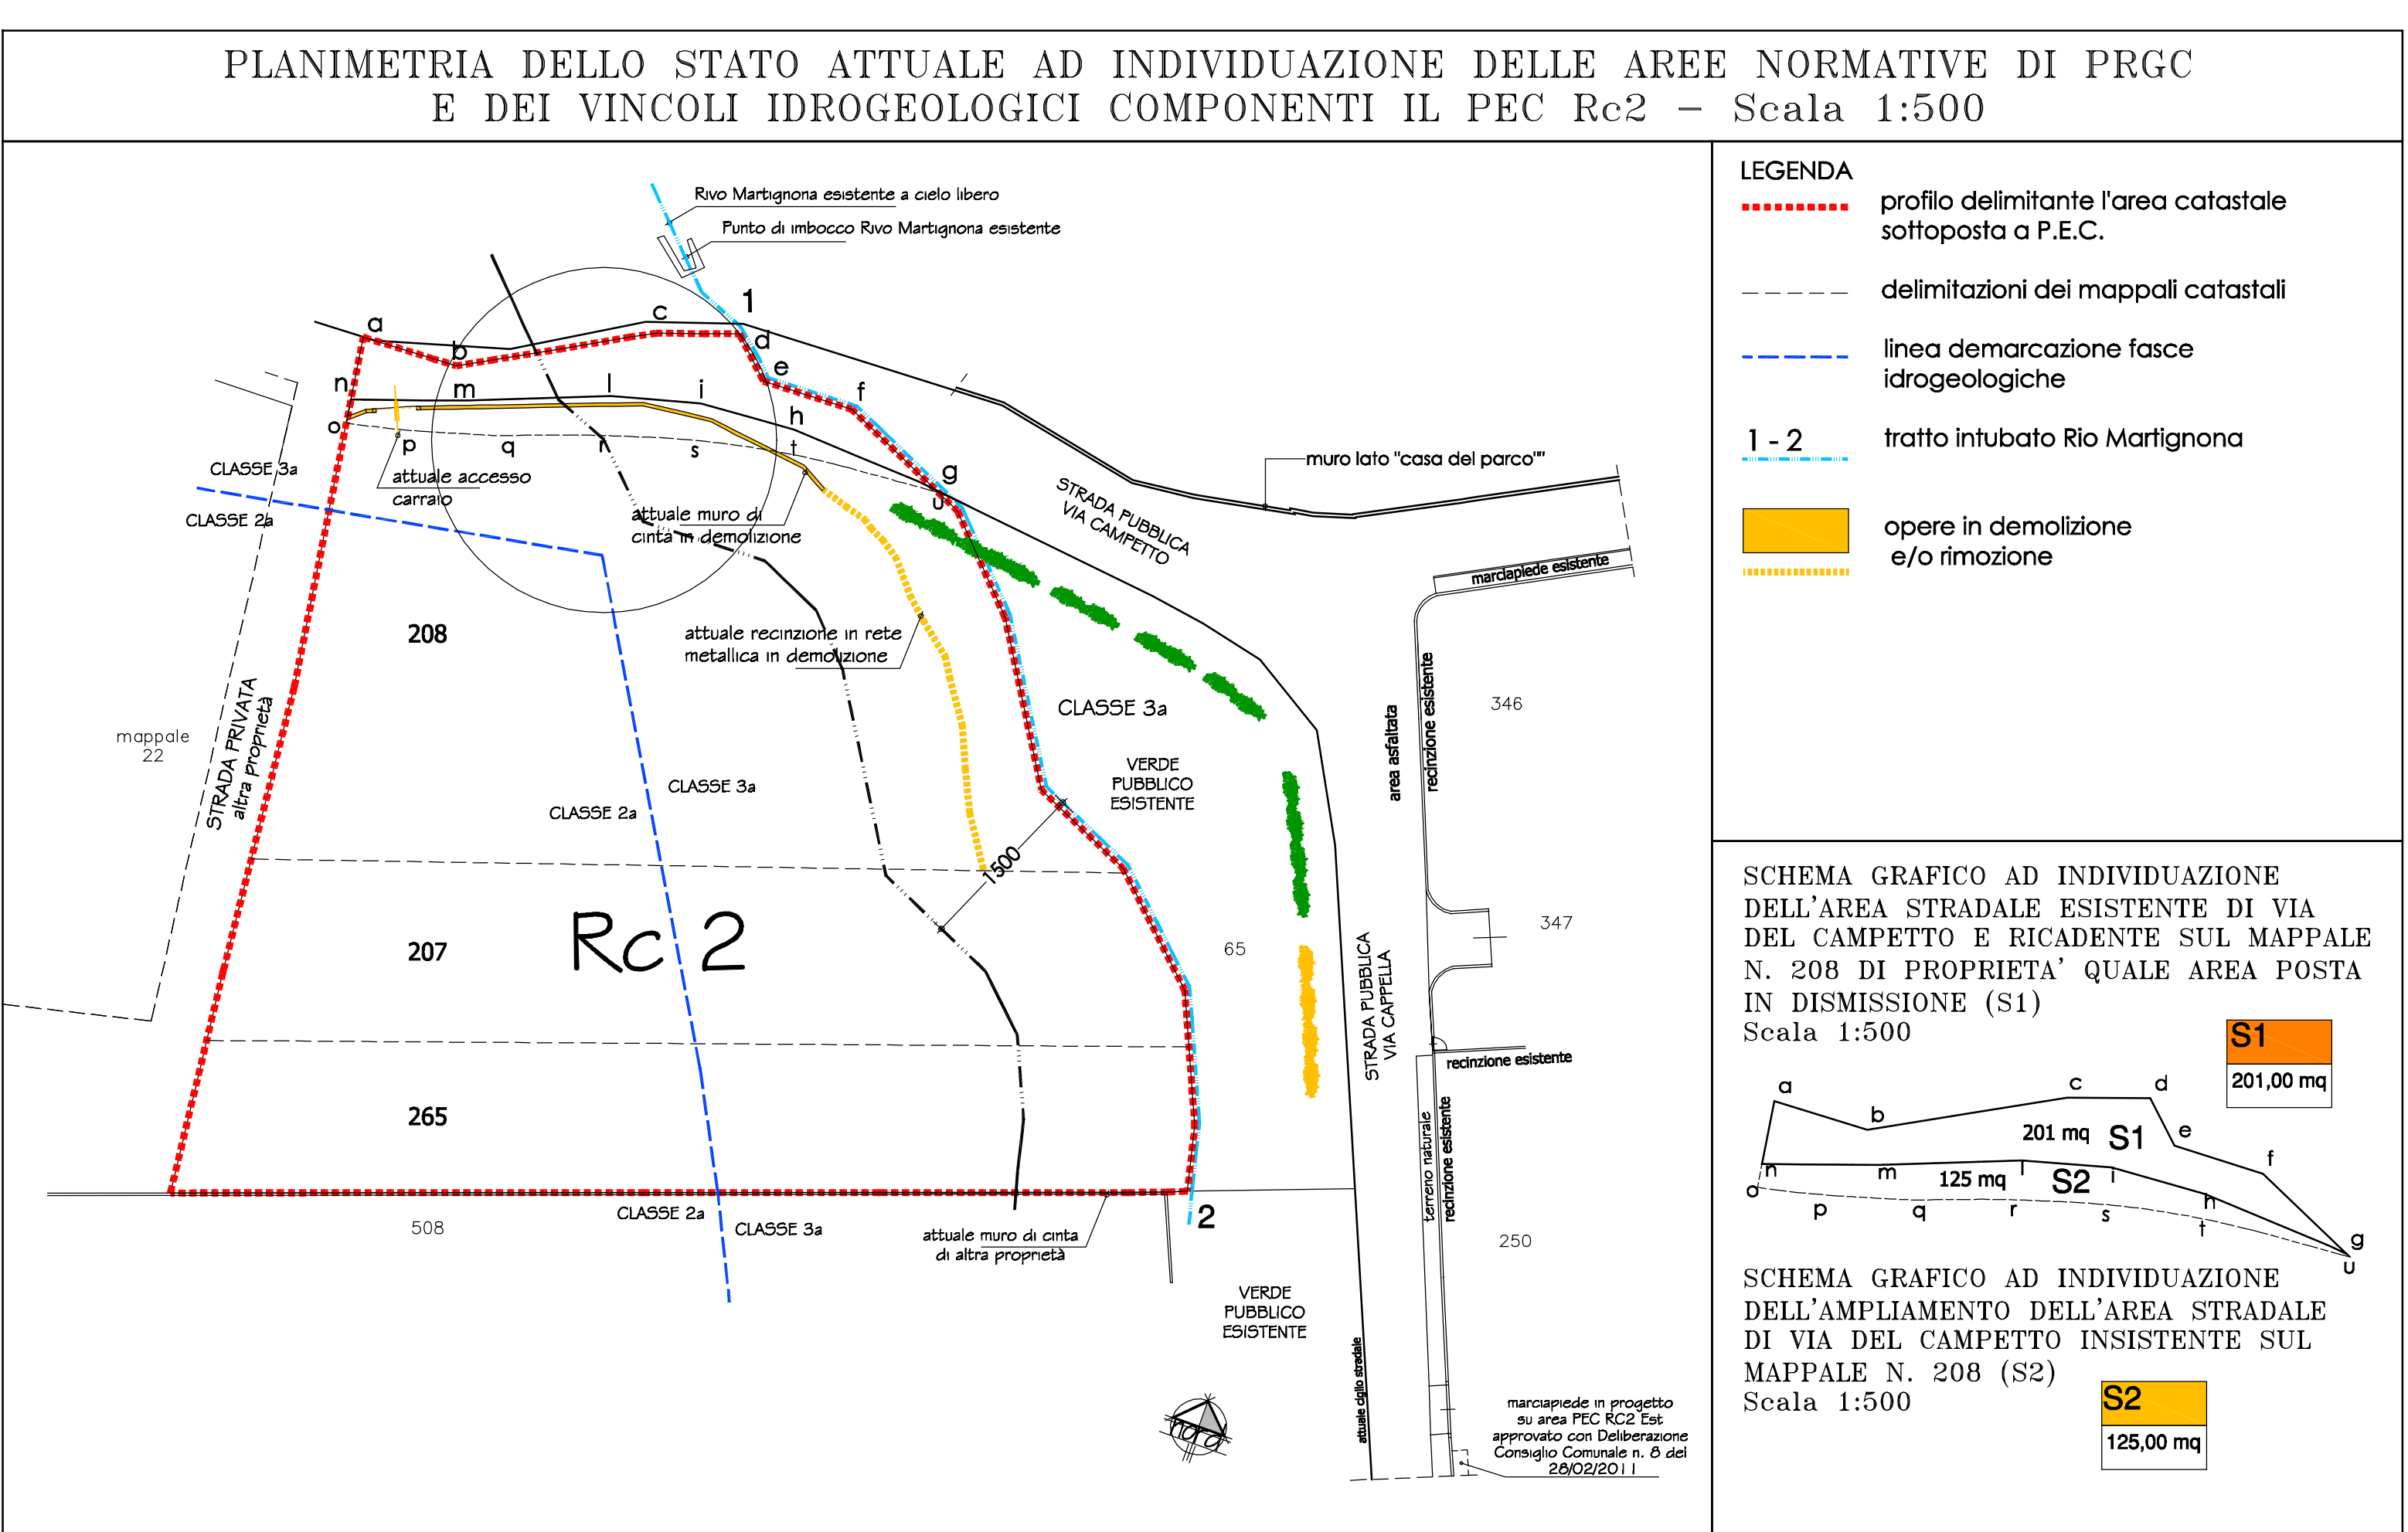 PLANIMETRIA DELLO STATO ATTUALE AD INDIVIDUAZIONE DELLE AREE NORMATIVE DI PRGC
E DEI VINCOLI IDROGEOLOGICI COMPONENTI IL PEC Rc2 - Scala 1:500
Rivo Martignona esistente a cielo libero
Punto di imbocco Rivo Martignona esistente
1
a
b
c
d
e
f
g
n
m
l
i
h
o
p
q
r
s
t
u
CLASSE 3a
CLASSE 2a
attuale accesso
carraio
attuale muro di
cinta in demolizione
STRADA PUBBLICA
VIA CAMPETTO
muro lato "casa del parco""
marciapiede esistente
208
attuale recinzione in rete
metallica in demolizione
STRADA PRIVATA
altra proprietà
mappale
22
CLASSE 3a
VERDE
PUBBLICO
ESISTENTE
area asfaltata
recinzione esistente
346
CLASSE 3a
CLASSE 2a
1500
Rc 2
207
65
347
STRADA PUBBLICA
VIA CAPPELLA
recinzione esistente
265
terreno naturale
recinzione esistente
508
CLASSE 2a
CLASSE 3a
attuale muro di cinta
di altra proprietà
2
250
VERDE
PUBBLICO
ESISTENTE
attuale ciglio stradale
nord
marciapiede in progetto
su area PEC RC2 Est
approvato con Deliberazione
Consiglio Comunale n. 8 del
28/02/2011
LEGENDA
profilo delimitante l'area catastale
sottoposta a P.E.C.
delimitazioni dei mappali catastali
linea demarcazione fasce
idrogeologiche
1 - 2
tratto intubato Rio Martignona
opere in demolizione
e/o rimozione
SCHEMA GRAFICO AD INDIVIDUAZIONE
DELL'AREA STRADALE ESISTENTE DI VIA
DEL CAMPETTO E RICADENTE SUL MAPPALE
N. 208 DI PROPRIETA' QUALE AREA POSTA
IN DISMISSIONE (S1)
Scala 1:500
S1
201,00 mq
a
b
c
d
e
f
201 mq
S1
n
m
125 mq
l
S2
i
h
o
p
q
r
s
t
g
u
SCHEMA GRAFICO AD INDIVIDUAZIONE
DELL'AMPLIAMENTO DELL'AREA STRADALE
DI VIA DEL CAMPETTO INSISTENTE SUL
MAPPALE N. 208 (S2)
Scala 1:500
S2
125,00 mq